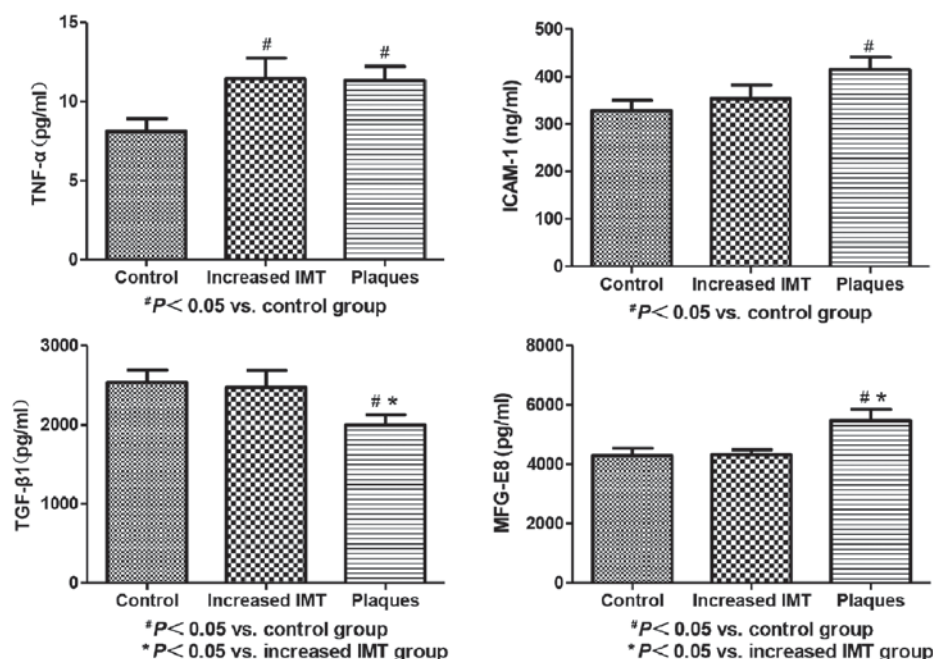 TNF-α (pg/ml)
15
10
5
0
#
#
Control Increased IMT Plaques
#P< 0.05 vs. control group
ICAM-1 (ng/ml)
500
400
300
200
100
0
#
Control Increased IMT Plaques
#P< 0.05 vs. control group
TGF-β1(pg/ml)
3000
2000
1000
0
# *
Control Increased IMT Plaques
#P< 0.05 vs. control group
*P< 0.05 vs. increased IMT group
MFG-E8 (pg/ml)
8000
6000
4000
2000
0
# *
Control Increased IMT Plaques
#P< 0.05 vs. control group
*P< 0.05 vs. increased IMT group